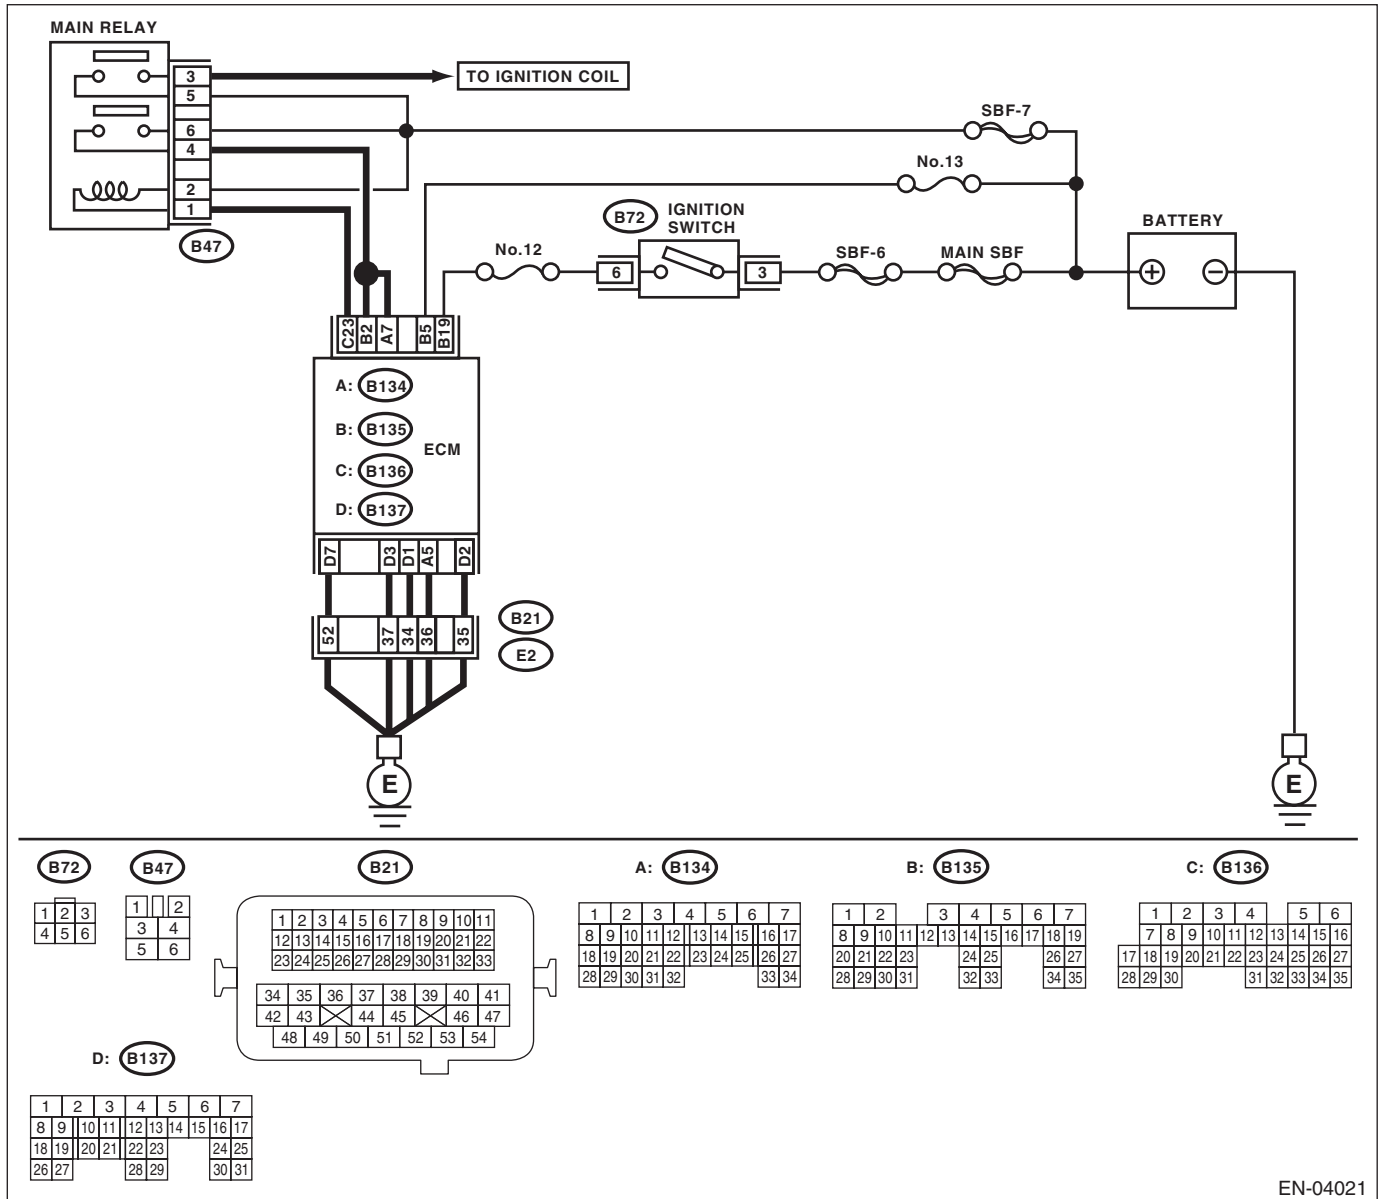 MAIN RELAY
3
TO IGNITION COIL
5
6
SBF-7
4
No.13
2
1
B47
B72
IGNITION
SWITCH
BATTERY
No.12
6
3
SBF-6
MAIN SBF
+
−
C23
B2
A7
B5
B19
A: B134
B: B135
ECM
C: B136
D: B137
D7
D3
D1
A5
D2
52
37
34
36
35
B21
E2
E
E
B72
1 2 3
4 5 6
B47
1 2
3 4
5 6
B21
1 2 3 4 5 6 7 8 9 10 11
12 13 14 15 16 17 18 19 20 21 22
23 24 25 26 27 28 29 30 31 32 33
34 35 36 37 38 39 40 41
42 43 44 45 46 47
48 49 50 51 52 53 54
A: B134
1 2 3 4 5 6 7
8 9 10 11 12 13 14 15 16 17
18 19 20 21 22 23 24 25 26 27
28 29 30 31 32 33 34
B: B135
1 2 3 4 5 6 7
8 9 10 11 12 13 14 15 16 17 18 19
20 21 22 23 24 25 26 27
28 29 30 31 32 33 34 35
C: B136
1 2 3 4 5 6
7 8 9 10 11 12 13 14 15 16
17 18 19 20 21 22 23 24 25 26 27
28 29 30 31 32 33 34 35
D: B137
1 2 3 4 5 6 7
8 9 10 11 12 13 14 15 16 17
18 19 20 21 22 23 24 25
26 27 28 29 30 31
EN-04021